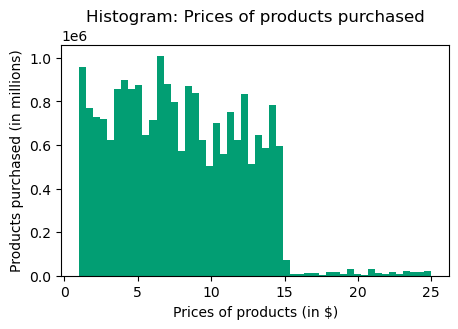 Histogram: Prices of products purchased
1e6
Products purchased (in millions)
1.0
0.8
0.6
0.4
0.2
0.0
0 5 10 15 20 25
Prices of products (in $)